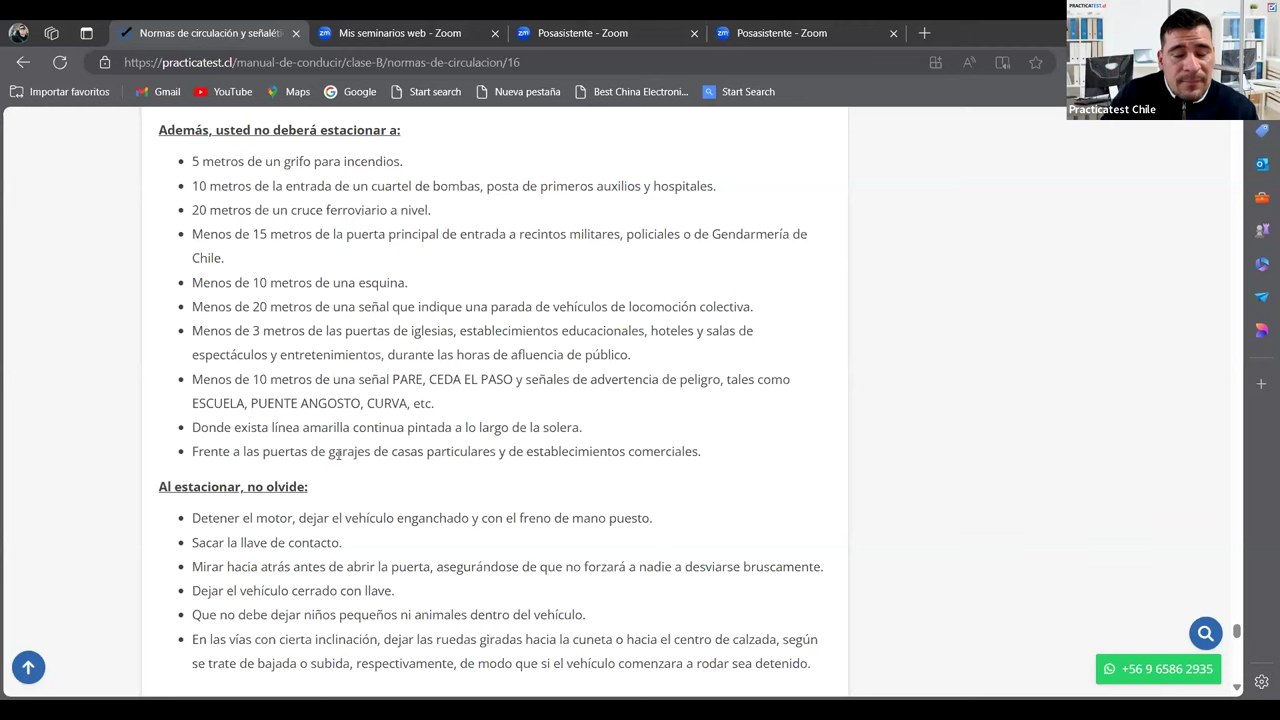 Normas de circulación y señaléti
Mis seminarios web - Zoom
Posasistente - Zoom
Posasistente - Zoom
PRACTICATEST.cl
https://practicatest.cl/manual-de-conducir/clase-B/normas-de-circulacion/16
Importar favoritos
Gmail
YouTube
Maps
Google
Start search
Nueva pestaña
Best China Electroni...
Start Search
Practicatest Chile
Además, usted no deberá estacionar a:
• 5 metros de un grifo para incendios.
• 10 metros de la entrada de un cuartel de bombas, posta de primeros auxilios y hospitales.
• 20 metros de un cruce ferroviario a nivel.
• Menos de 15 metros de la puerta principal de entrada a recintos militares, policiales o de Gendarmería de
Chile.
• Menos de 10 metros de una esquina.
• Menos de 20 metros de una señal que indique una parada de vehículos de locomoción colectiva.
• Menos de 3 metros de las puertas de iglesias, establecimientos educacionales, hoteles y salas de
espectáculos y entretenimientos, durante las horas de afluencia de público.
• Menos de 10 metros de una señal PARE, CEDA EL PASO y señales de advertencia de peligro, tales como
ESCUELA, PUENTE ANGOSTO, CURVA, etc.
• Donde exista línea amarilla continua pintada a lo largo de la solera.
• Frente a las puertas de garajes de casas particulares y de establecimientos comerciales.
Al estacionar, no olvide:
• Detener el motor, dejar el vehículo enganchado y con el freno de mano puesto.
• Sacar la llave de contacto.
• Mirar hacia atrás antes de abrir la puerta, asegurándose de que no forzará a nadie a desviarse bruscamente.
• Dejar el vehículo cerrado con llave.
• Que no debe dejar niños pequeños ni animales dentro del vehículo.
• En las vías con cierta inclinación, dejar las ruedas giradas hacia la cuneta o hacia el centro de calzada, según
se trate de bajada o subida, respectivamente, de modo que si el vehículo comenzara a rodar sea detenido.
+56 9 6586 2935